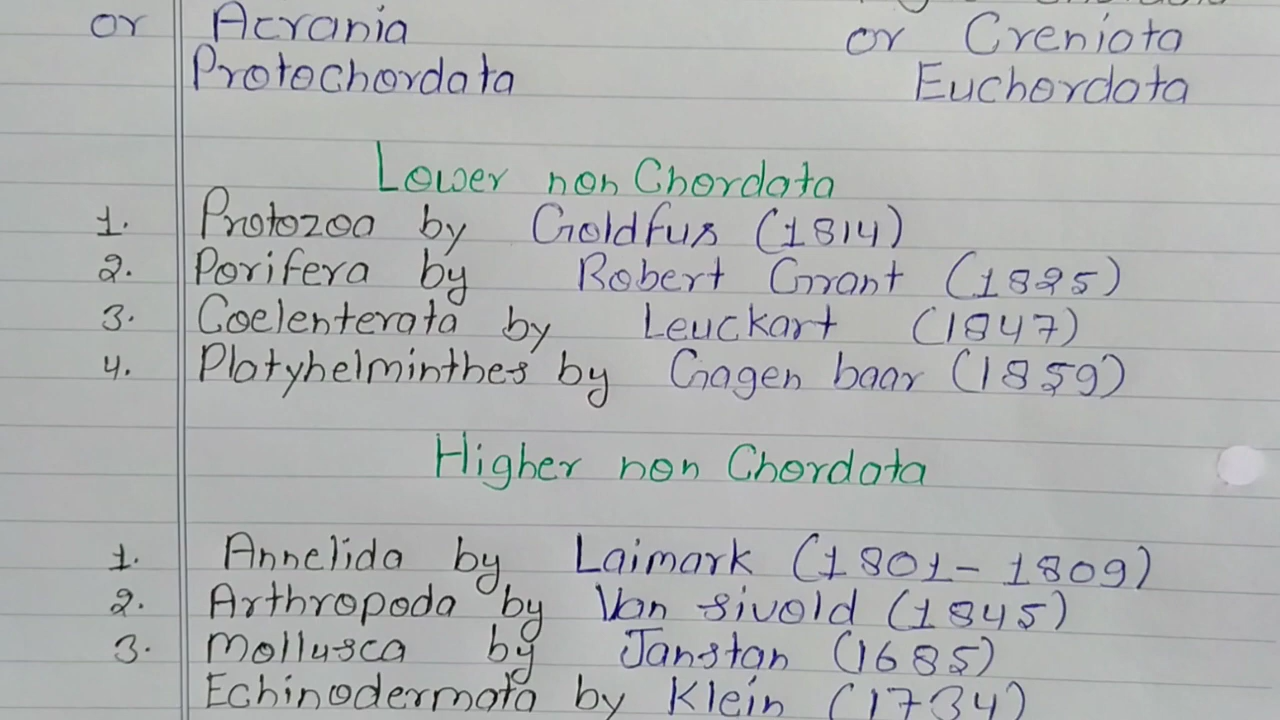 or Acrania or Creniota
Protochordata Euchordata
Lower non Chordata
1. Protozoa by Goldfus (1814)
2. Porifera by Robert Grant (1825)
3. Coelenterata by Leuckart (1847)
4. Platyhelminthes by Gagen baar (1859)
Higher non Chordata
1. Annelida by Laimark (1801- 1809)
2. Arthropoda by Van sivold (1845)
3. Mollusca by Janstan (1685)
Echinodermata by Klein (1734)